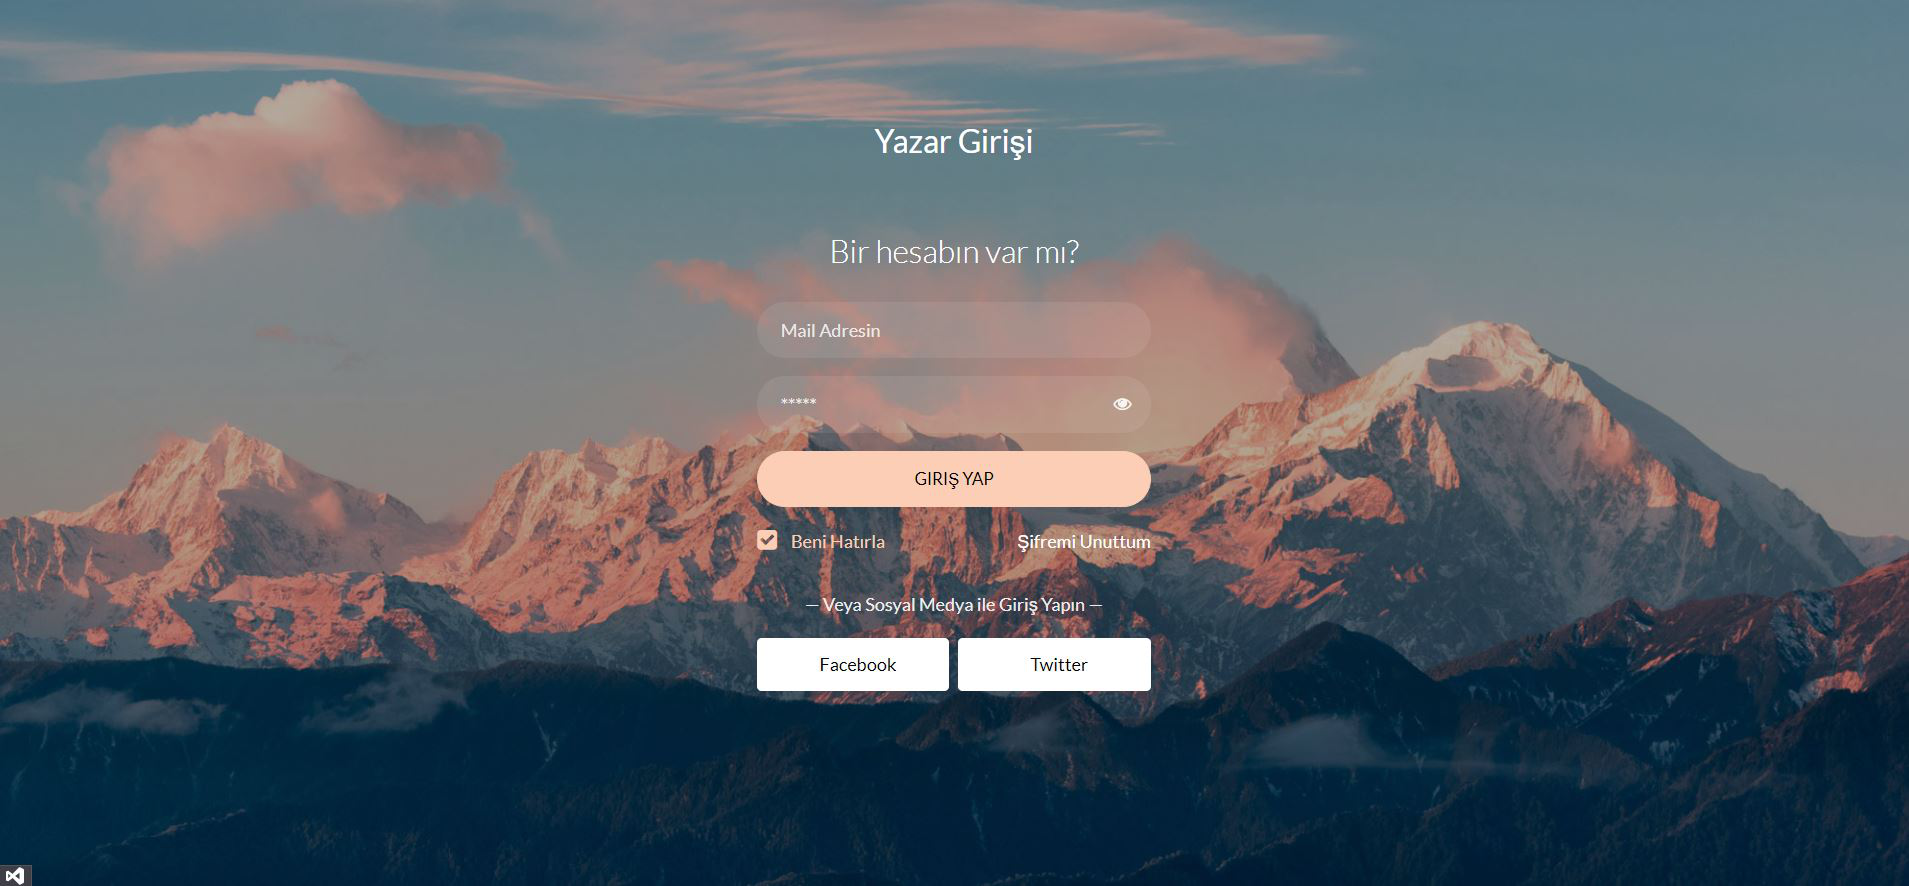 Yazar Girişi
Bir hesabın var mı?
Mail Adresin
*****
GIRIŞ YAP
Beni Hatırla
Şifremi Unuttum
— Veya Sosyal Medya ile Giriş Yapın —
Facebook
Twitter